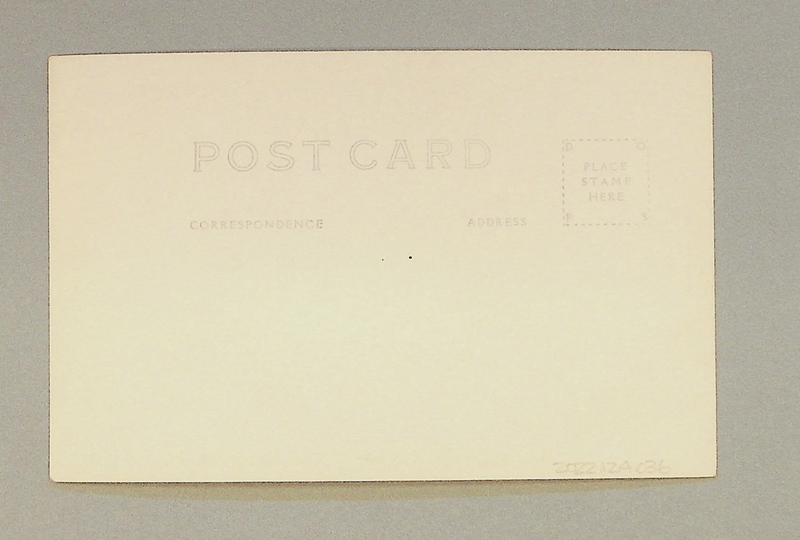 POST CARD
PLACE
STAMP
HERE
CORRESPONDENCE
ADDRESS